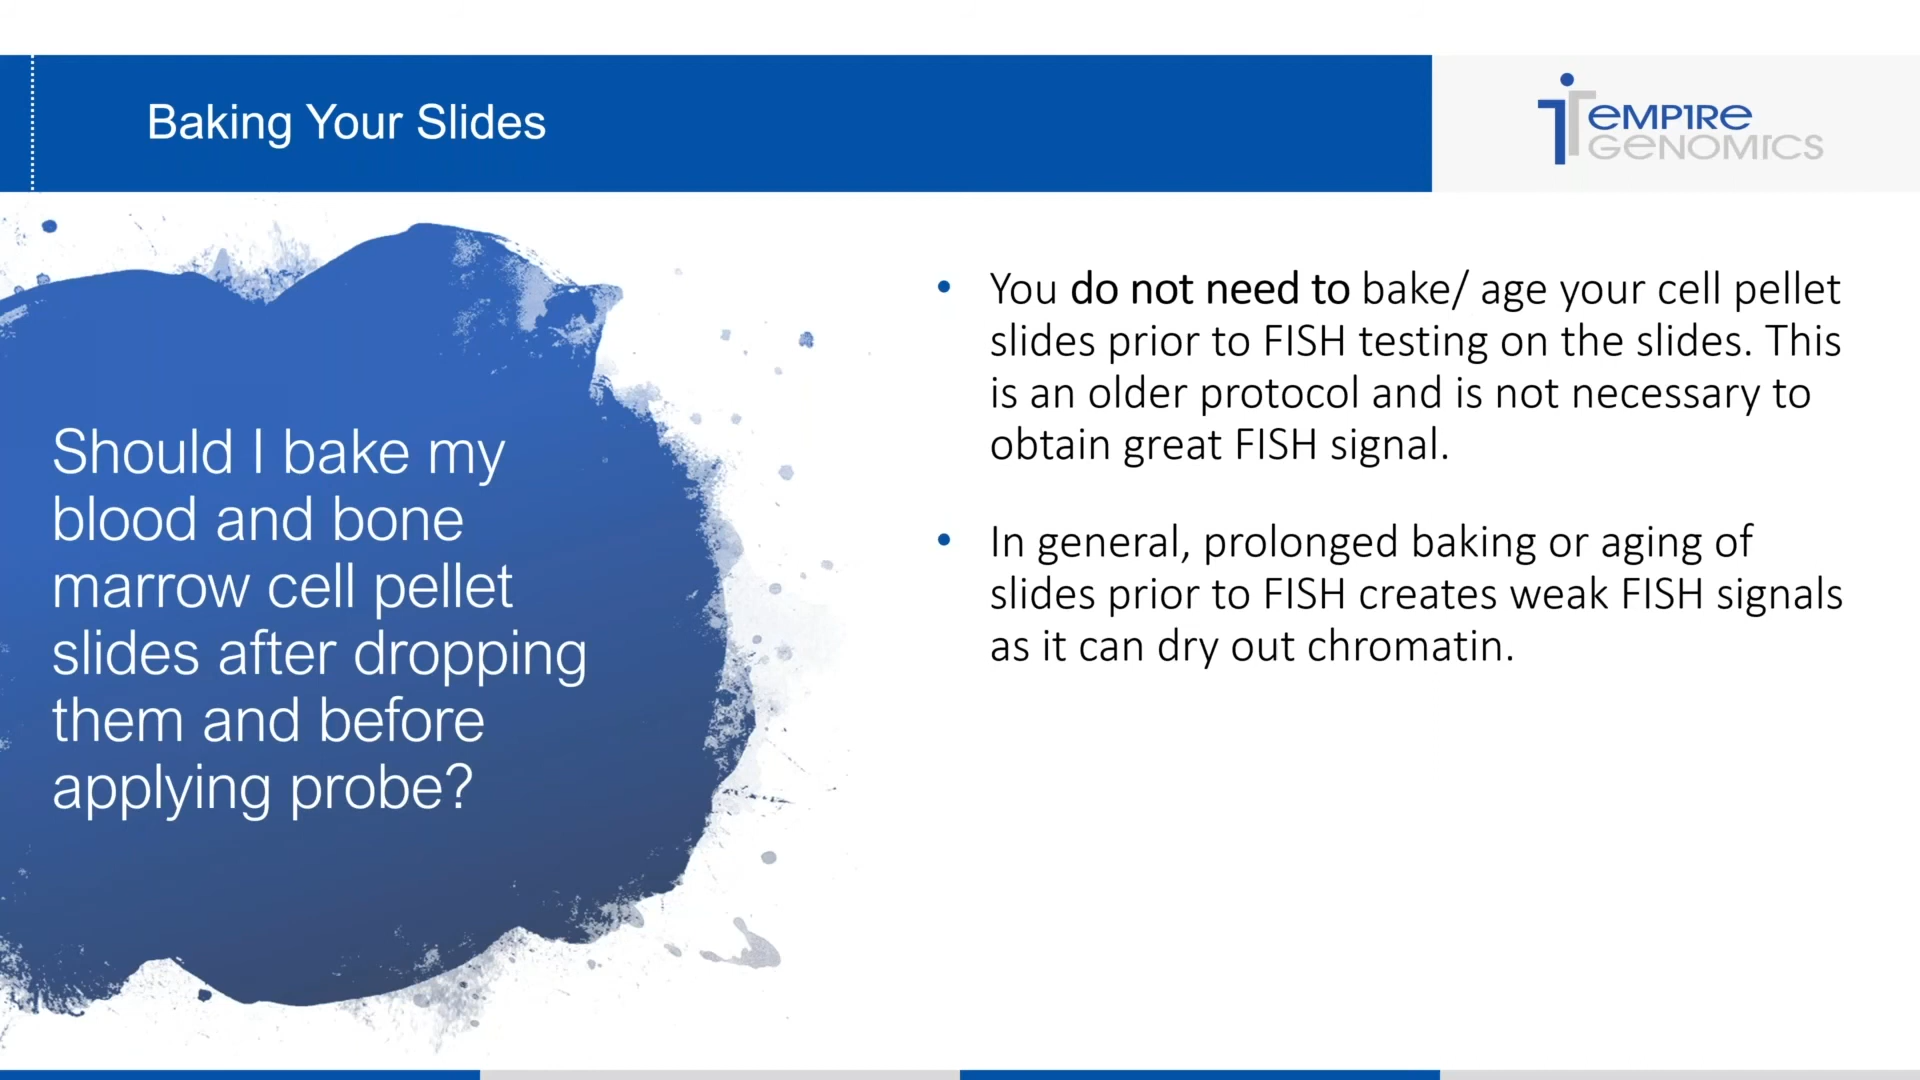 Baking Your Slides
EMPIRE
GENOMICS
Should I bake my
blood and bone
marrow cell pellet
slides after dropping
them and before
applying probe?
• You do not need to bake/ age your cell pellet
slides prior to FISH testing on the slides. This
is an older protocol and is not necessary to
obtain great FISH signal.
• In general, prolonged baking or aging of
slides prior to FISH creates weak FISH signals
as it can dry out chromatin.